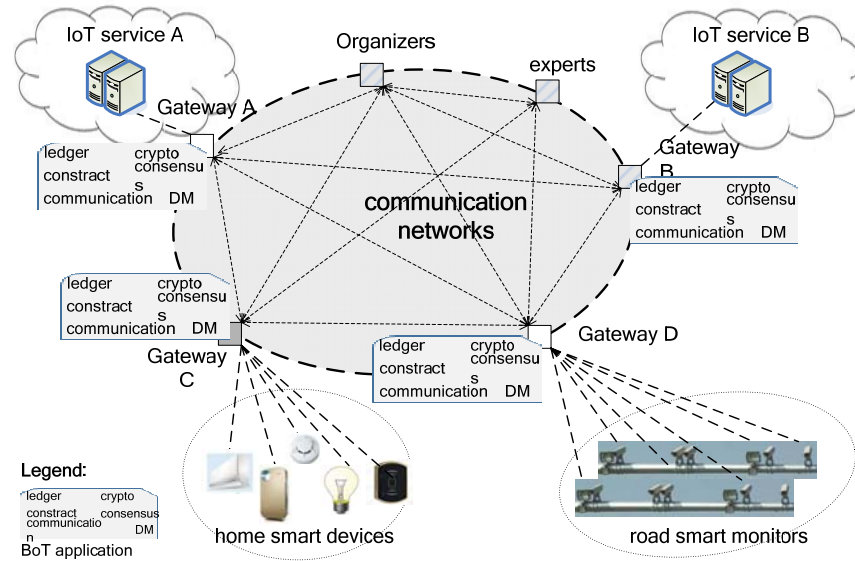 IoT service A
Organizers
IoT service B
experts
Gateway A
Gateway
B
ledger crypto
constract consensu
s
communication DM
ledger crypto
constract consensu
s
communication DM
communication
networks
ledger crypto
constract consensu
s
communication DM
Gateway
C
ledger crypto
constract consensu
s
communication DM
Gateway D
Legend:
ledger crypto
constract consensus
communicatio
n DM
BoT application
home smart devices
road smart monitors